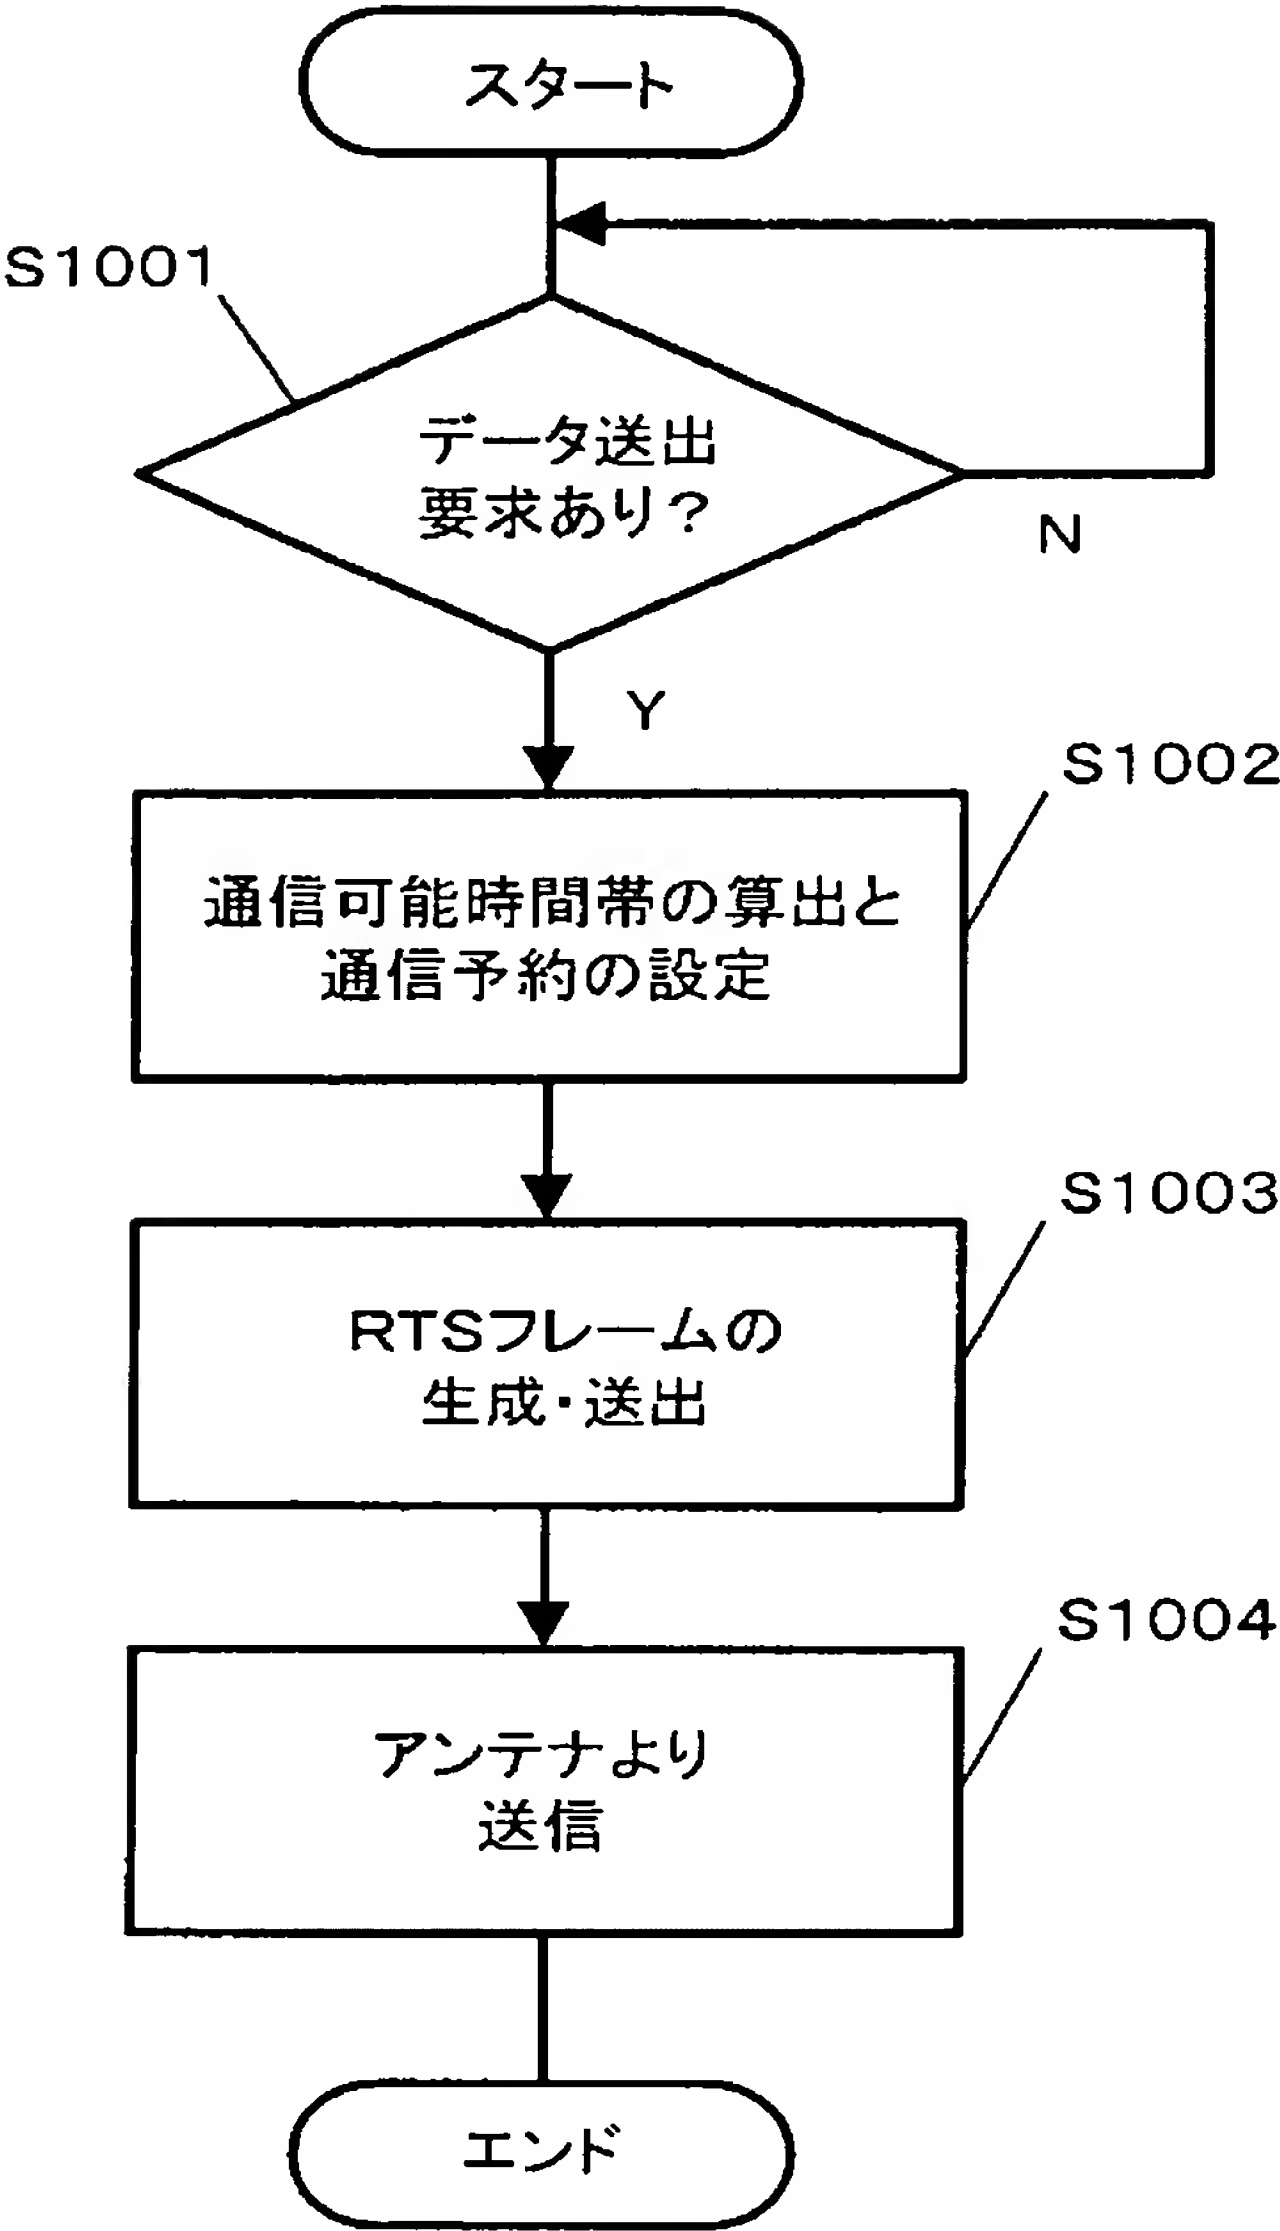 スタート
S1001
データ送出
要求あり？
N
Y
S1002
通信可能時間帯の算出と
通信予約の設定
S1003
RTSフレームの
生成・送出
S1004
アンテナより
送信
エンド